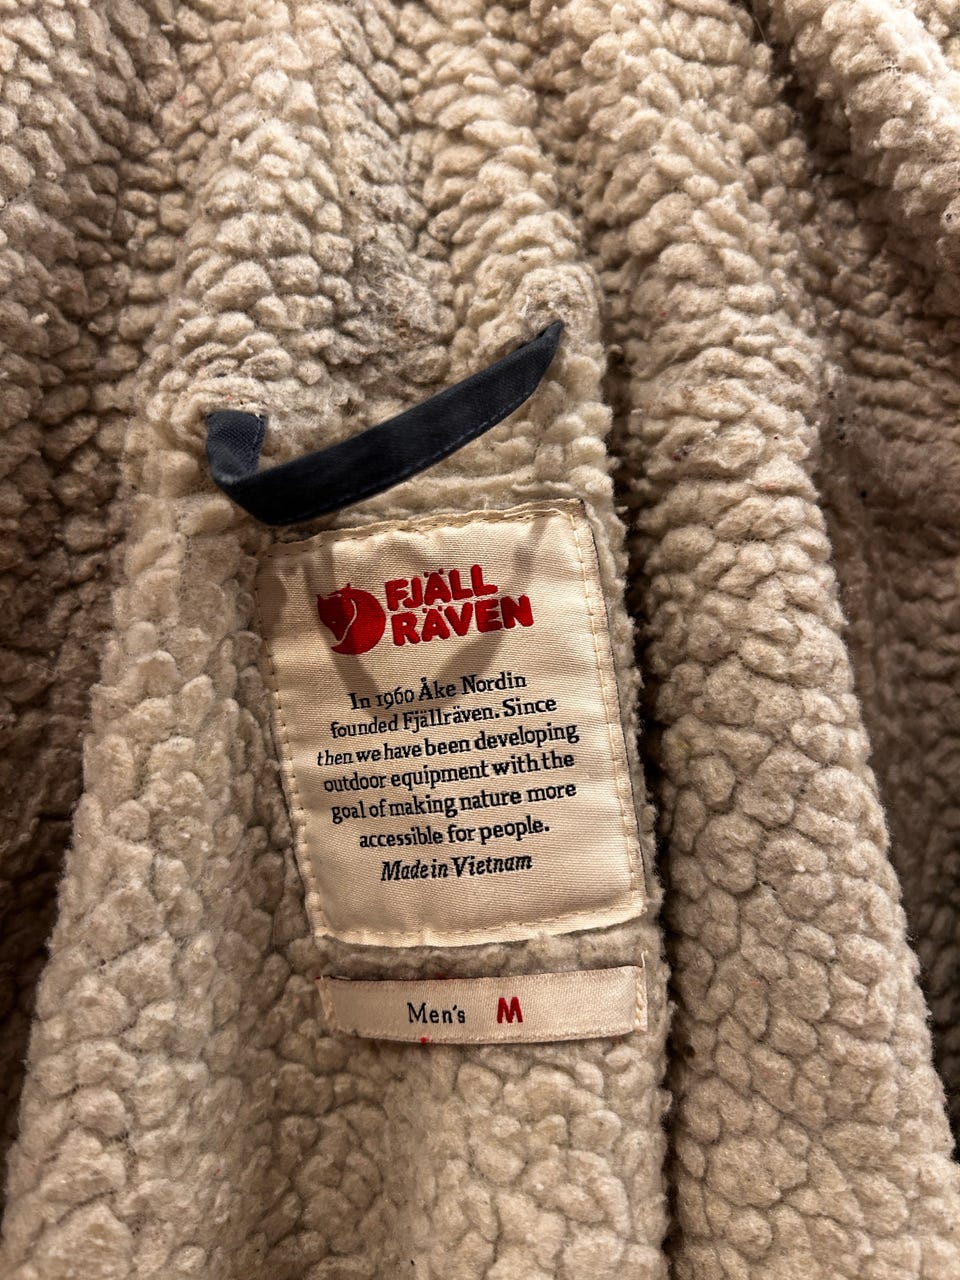 FJÄLL
RÄVEN
In 1960 Åke Nordin
founded Fjällräven. Since
then we have been developing
outdoor equipment with the
goal of making nature more
accessible for people.
Made in Vietnam
Men's M